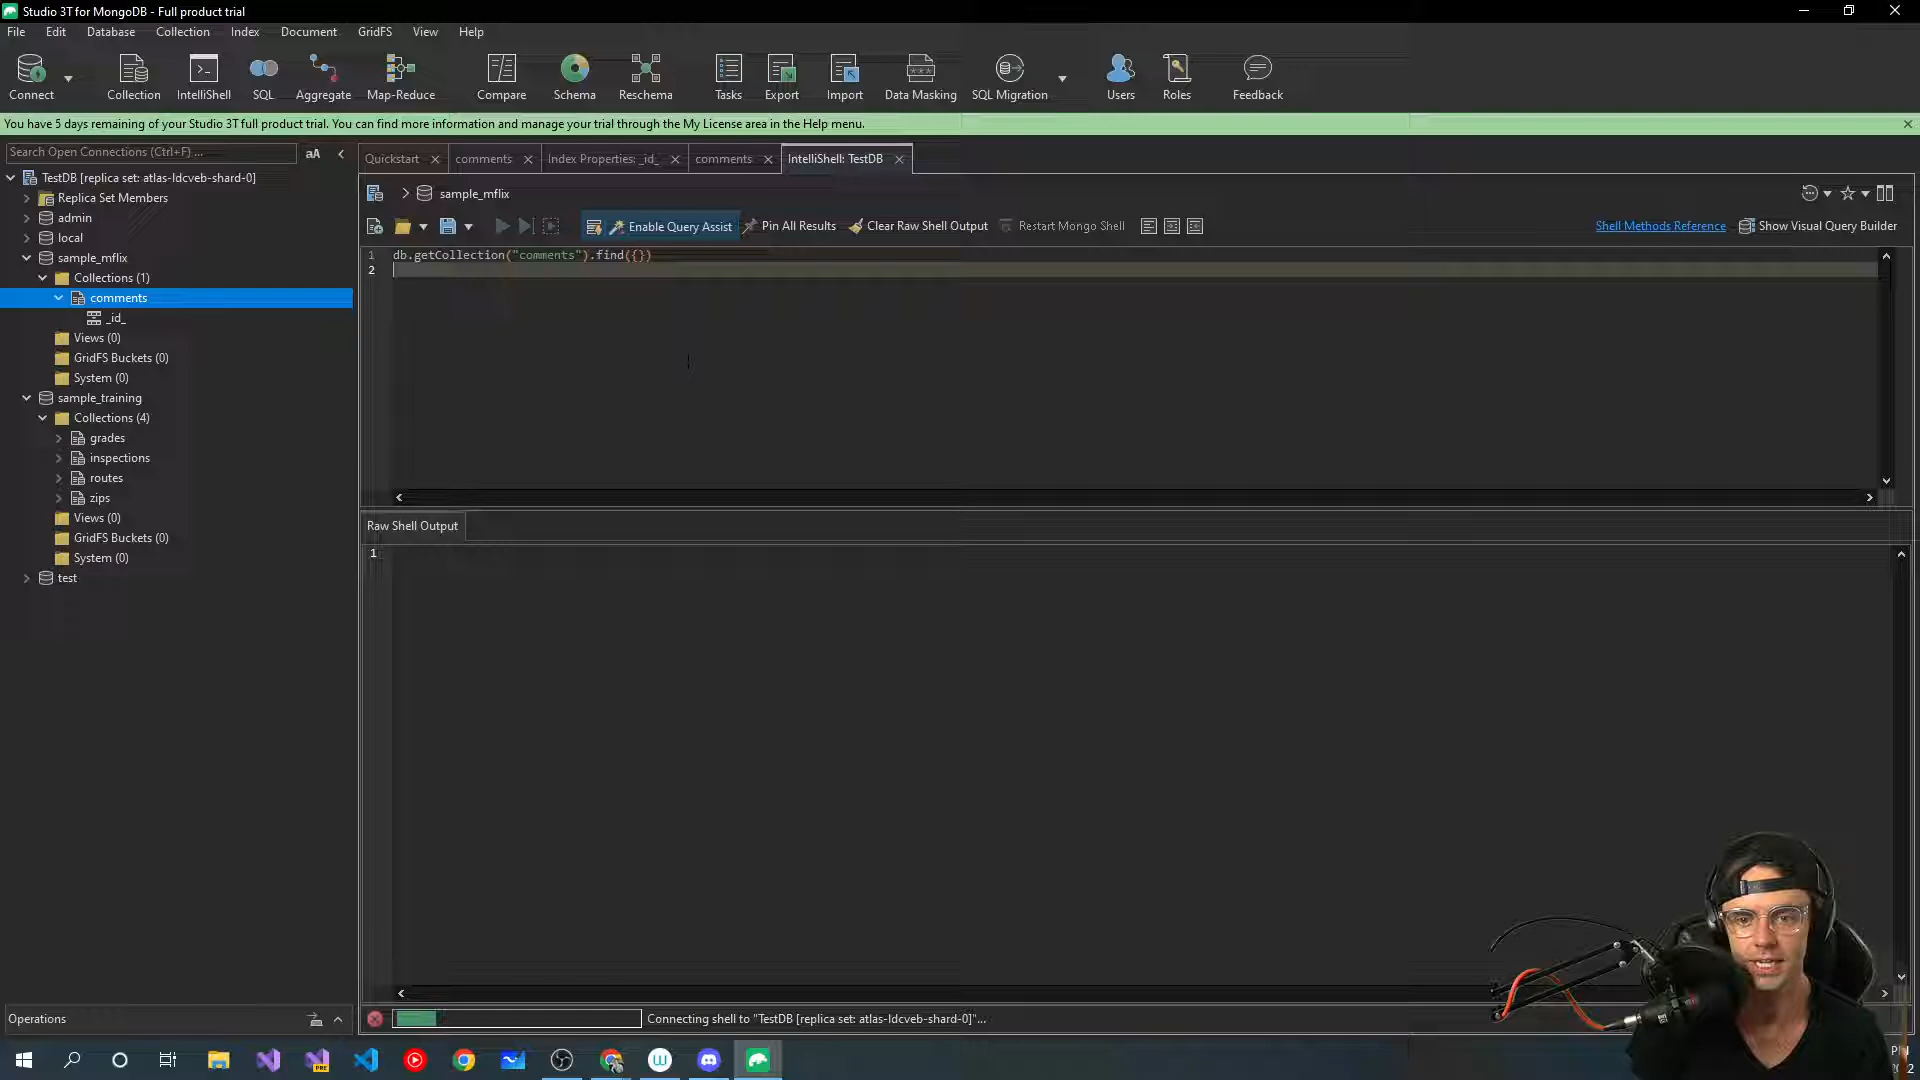 Studio 3T for MongoDB - Full product trial
File Edit Database Collection Index Document GridFS View Help
Connect Collection IntelliShell SQL Aggregate Map-Reduce Compare Schema Reschema Tasks Export Import Data Masking SQL Migration Users Roles Feedback
You have 5 days remaining of your Studio 3T full product trial. You can find more information and manage your trial through the My License area in the Help menu.
Search Open Connections (Ctrl+F) ... aA
Quickstart comments Index Properties: _id_ comments IntelliShell: TestDB
TestDB [replica set: atlas-ldcveb-shard-0]
Replica Set Members
admin
local
sample_mflix
Collections (1)
comments
_id_
Views (0)
GridFS Buckets (0)
System (0)
sample_training
Collections (4)
grades
inspections
routes
zips
Views (0)
GridFS Buckets (0)
System (0)
test
sample_mflix
Enable Query Assist Pin All Results Clear Raw Shell Output Restart Mongo Shell Shell Methods Reference Show Visual Query Builder
1 db.getCollection("comments").find({})
2
Raw Shell Output
1
Operations
Connecting shell to "TestDB [replica set: atlas-ldcveb-shard-0]"...
PRE